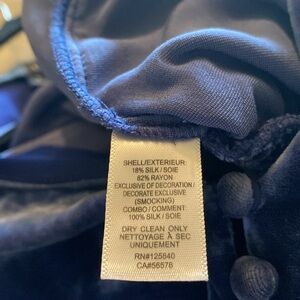 SHELL/EXTERIEUR:
18% SILK / SOIE
82% RAYON
EXCLUSIVE OF DECORATION /
DECORATE EXCLUSIVE
(SMOCKING)
COMBO / COMMENT:
100% SILK / SOIE
DRY CLEAN ONLY
NETTOYAGE À SEC
UNIQUEMENT
RN#125840
CA#56578